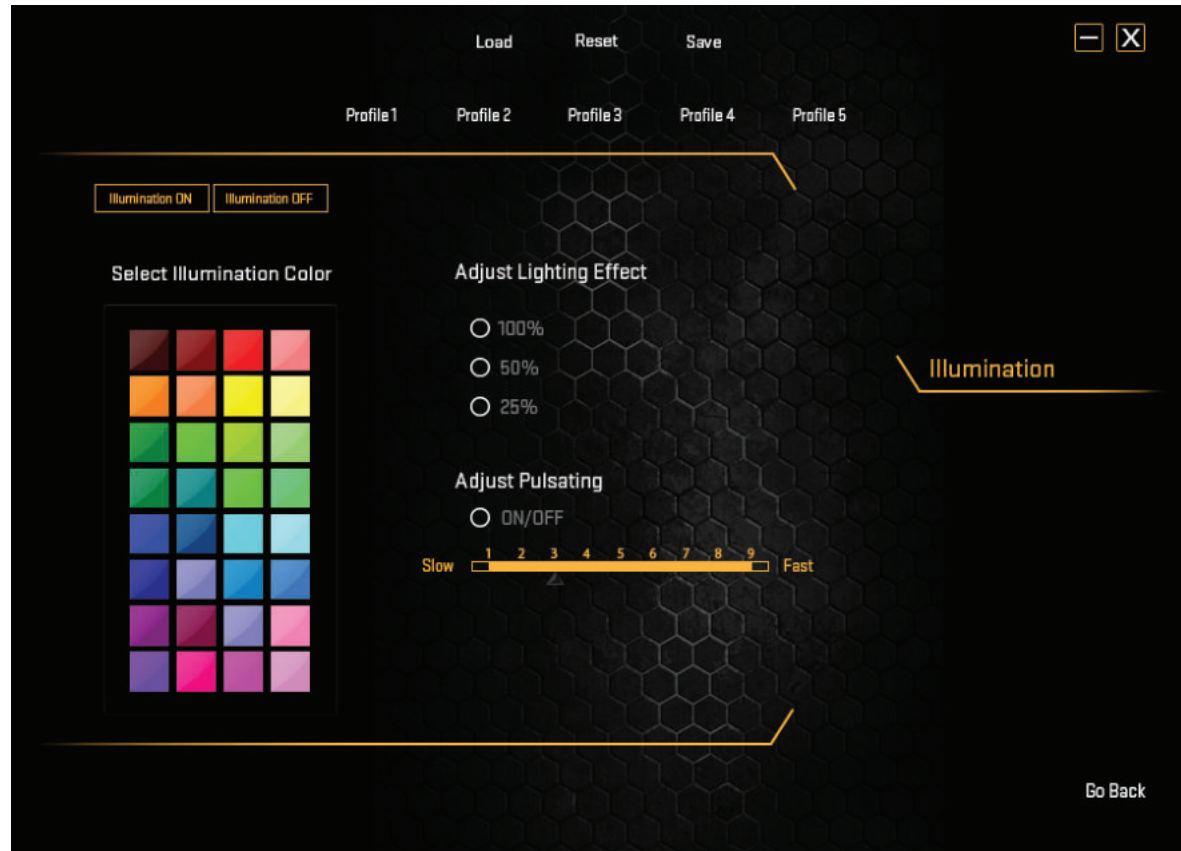 Load Reset Save
X
Profile 1 Profile 2 Profile 3 Profile 4 Profile 5
Illumination ON Illumination OFF
Select Illumination Color
Adjust Lighting Effect
100%
50%
25%
Illumination
Adjust Pulsating
ON/OFF
1 2 3 4 5 6 7 8 9
Slow Fast
Go Back